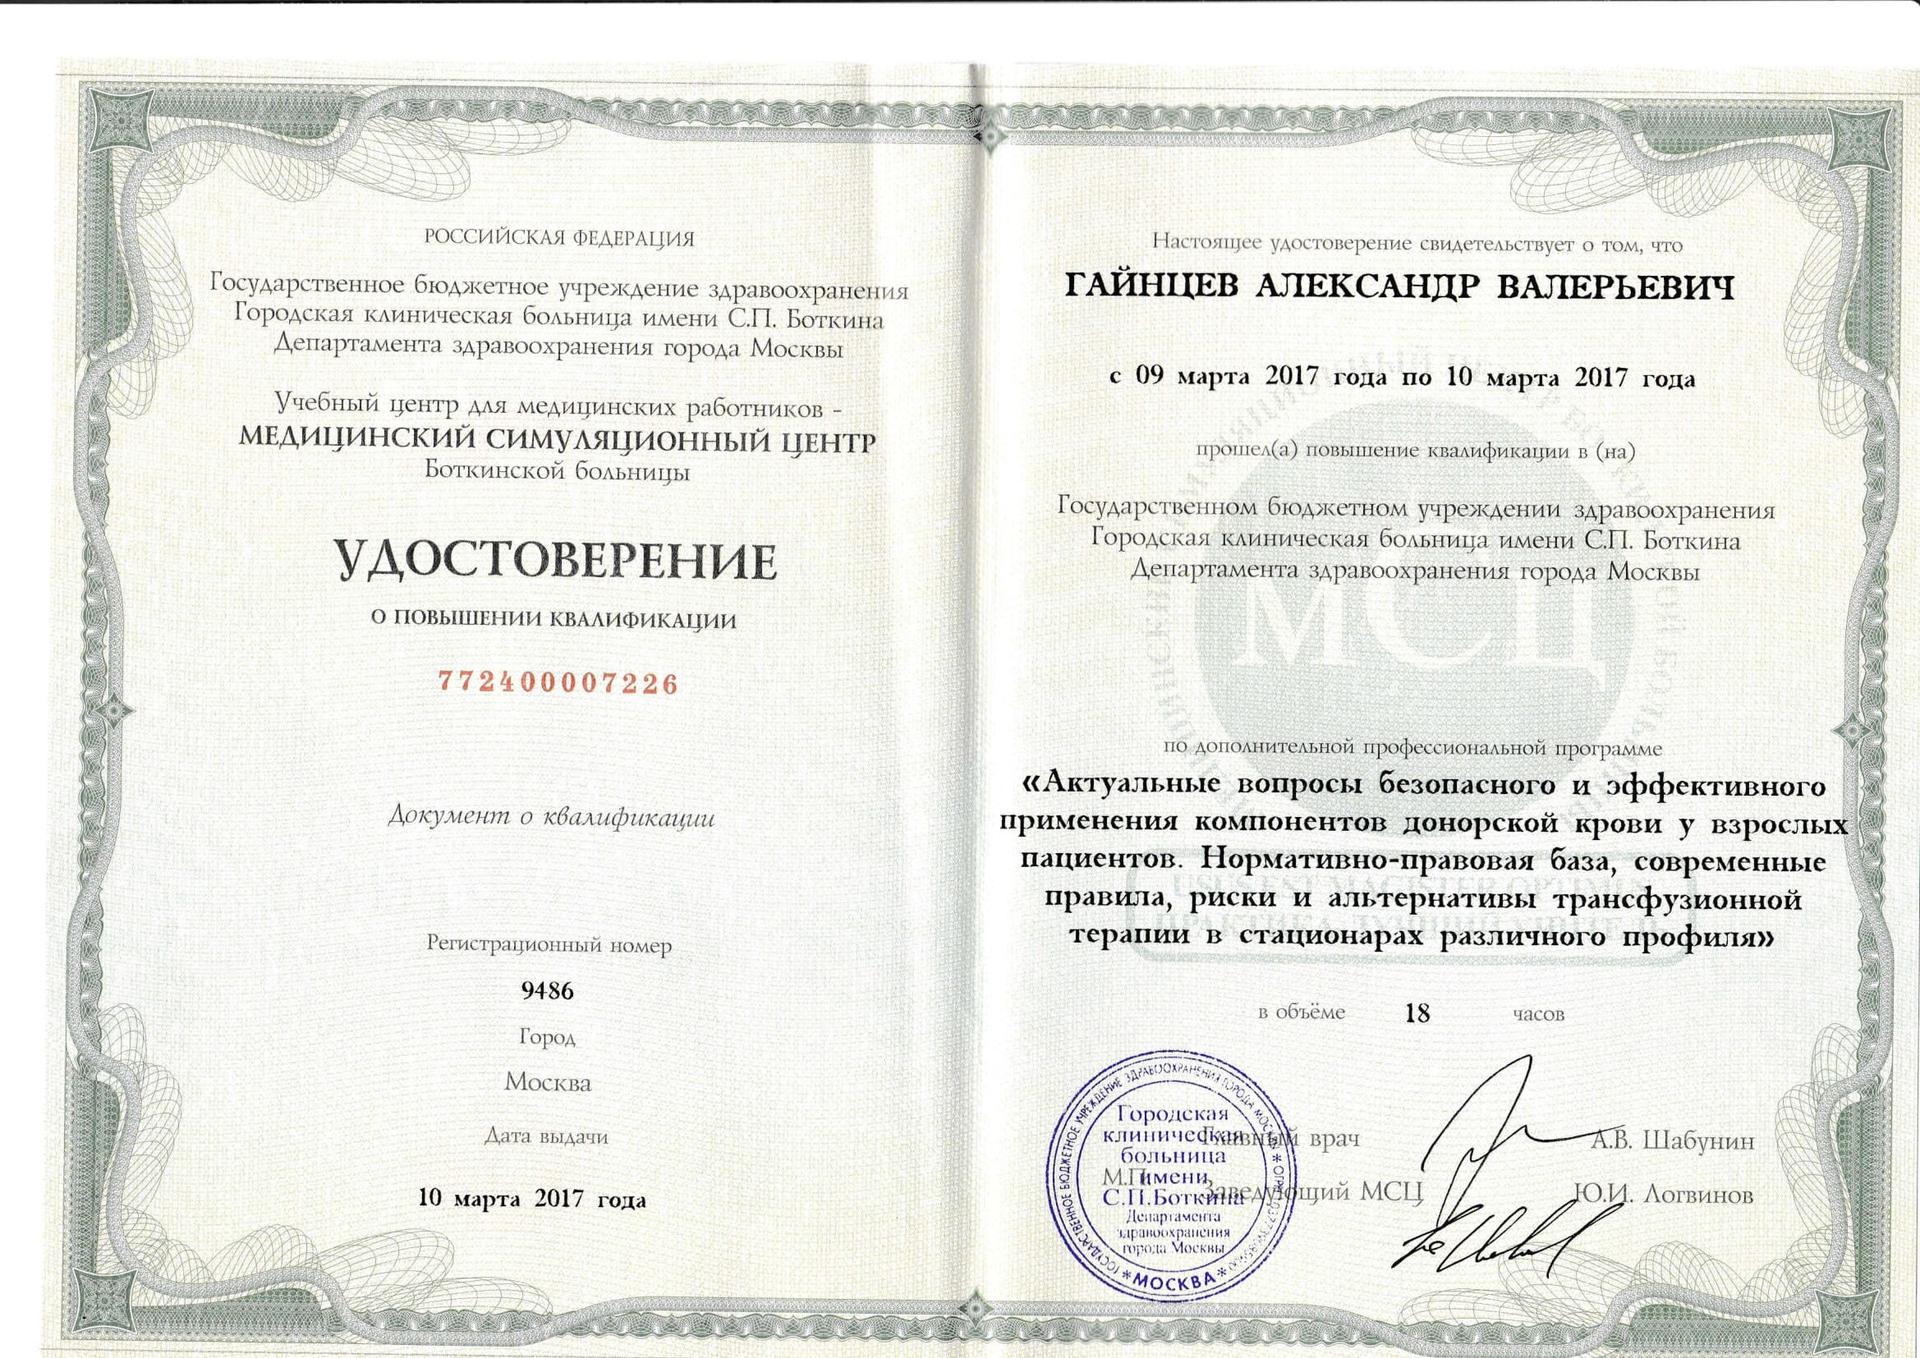 РОССИЙСКАЯ ФЕДЕРАЦИЯ
Государственное бюджетное учреждение здравоохранения
Городская клиническая больница имени С.П. Боткина
Департамента здравоохранения города Москвы
Учебный центр для медицинских работников -
МЕДИЦИНСКИЙ СИМУЛЯЦИОННЫЙ ЦЕНТР
Боткинской больницы
УДОСТОВЕРЕНИЕ
О ПОВЫШЕНИИ КВАЛИФИКАЦИИ
772400007226
Документ о квалификации
Регистрационный номер
9486
Город
Москва
Дата выдачи
10 марта 2017 года
Настоящее удостоверение свидетельствует о том, что
ГАЙНЦЕВ АЛЕКСАНДР ВАЛЕРЬЕВИЧ
с 09 марта 2017 года по 10 марта 2017 года
прошел(а) повышение квалификации в (на)
Государственном бюджетном учреждении здравоохранения
Городская клиническая больница имени С.П. Боткина
Департамента здравоохранения города Москвы
МСЦ
по дополнительной профессиональной программе
«Актуальные вопросы безопасного и эффективного
применения компонентов донорской крови у взрослых
пациентов. Нормативно-правовая база, современные
правила, риски и альтернативы трансфузионной
терапии в стационарах различного профиля»
в объёме 18 часов
Главный врач А.В. Шабунин
М.П.
Заведующий МСЦ Ю.И. Логвинов
ГОСУДАРСТВЕННОЕ БЮДЖЕТНОЕ УЧРЕЖДЕНИЕ ЗДРАВООХРАНЕНИЯ ГОРОДА МОСКВЫ
Городская
клиническая
больница
имени
С.П.Боткина
Департамента
здравоохранения
города Москвы
* МОСКВА *